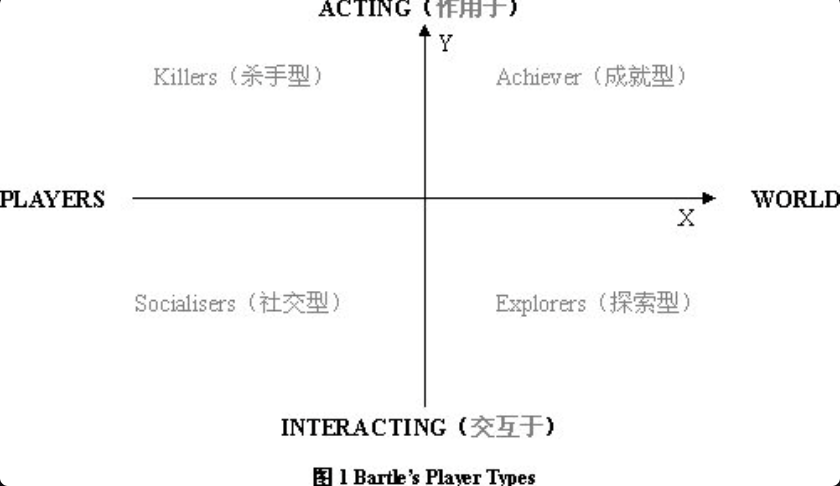 ACTING（作用于）
Y
Killers（杀手型）
Achiever（成就型）
PLAYERS
WORLD
X
Socialisers（社交型）
Explorers（探索型）
INTERACTING（交互于）
图 1 Bartle's Player Types